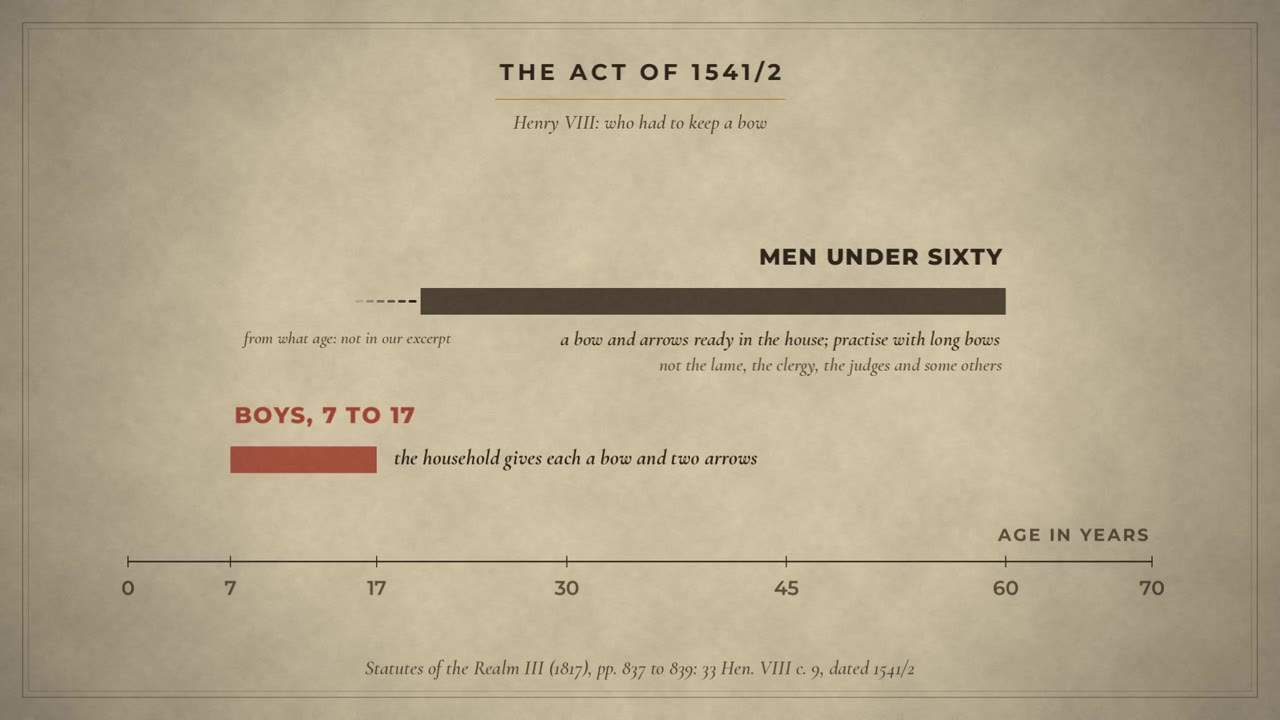 THE ACT OF 1541/2
Henry VIII: who had to keep a bow
MEN UNDER SIXTY
from what age: not in our excerpt
a bow and arrows ready in the house; practise with long bows
not the lame, the clergy, the judges and some others
BOYS, 7 TO 17
the household gives each a bow and two arrows
AGE IN YEARS
0 7 17 30 45 60 70
Statutes of the Realm III (1817), pp. 837 to 839: 33 Hen. VIII c. 9, dated 1541/2